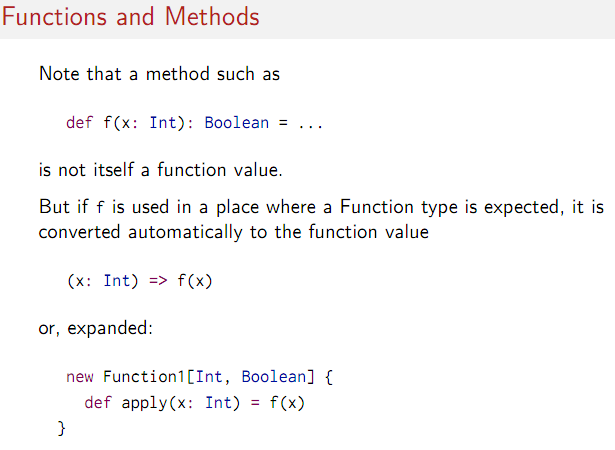 Functions and Methods
Note that a method such as
def f(x: Int): Boolean = ...
is not itself a function value.
But if f is used in a place where a Function type is expected, it is
converted automatically to the function value
(x: Int) => f(x)
or, expanded:
new Function1[Int, Boolean] {
def apply(x: Int) = f(x)
}